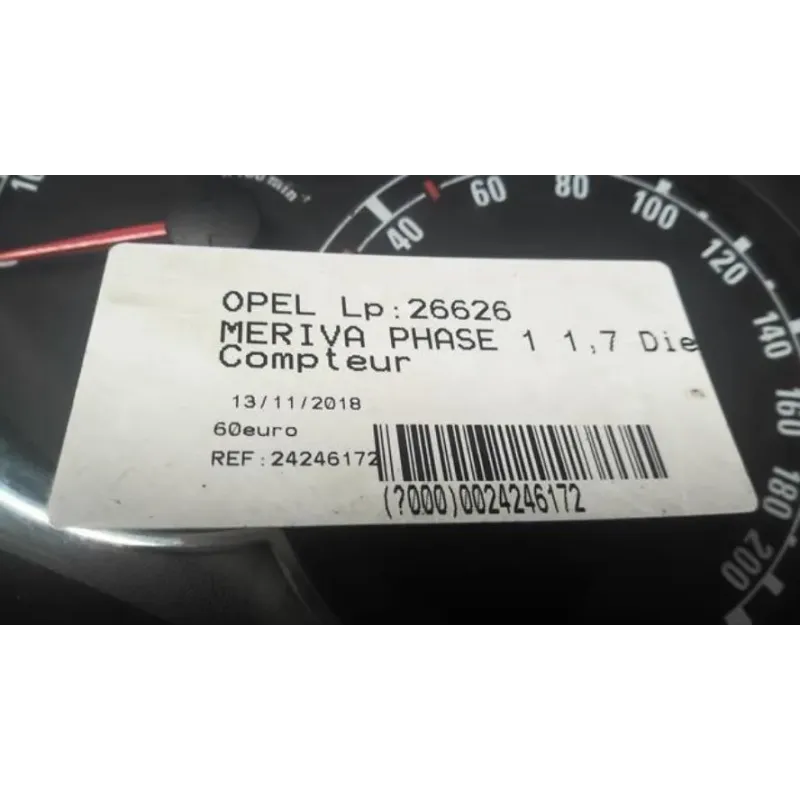 40 60 80 100 120 140 160 180 200
OPEL Lp:26626
MERIVA PHASE 1 1,7 Die
Compteur
13/11/2018
60euro
REF:24246172
(?000)0024246172